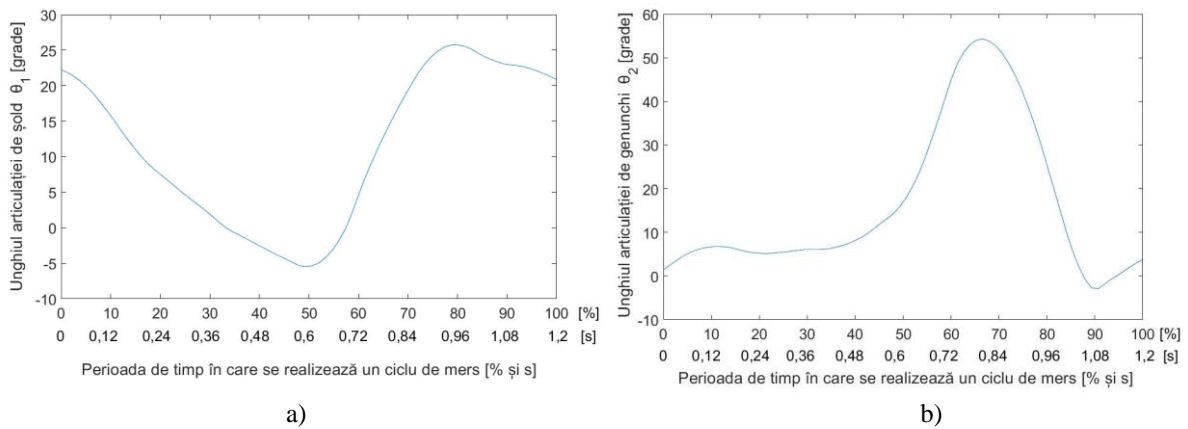 30
25
20
15
10
5
0
-5
-10
Unghiul articulației de șold θ1 [grade]
0 10 20 30 40 50 60 70 80 90 100 [%]
0 0,12 0,24 0,36 0,48 0,6 0,72 0,84 0,96 1,08 1,2 [s]
Perioada de timp în care se realizează un ciclu de mers [% și s]
a)
60
50
40
30
20
10
0
-10
Unghiul articulației de genunchi θ2 [grade]
0 10 20 30 40 50 60 70 80 90 100 [%]
0 0,12 0,24 0,36 0,48 0,6 0,72 0,84 0,96 1,08 1,2 [s]
Perioada de timp în care se realizează un ciclu de mers [% și s]
b)